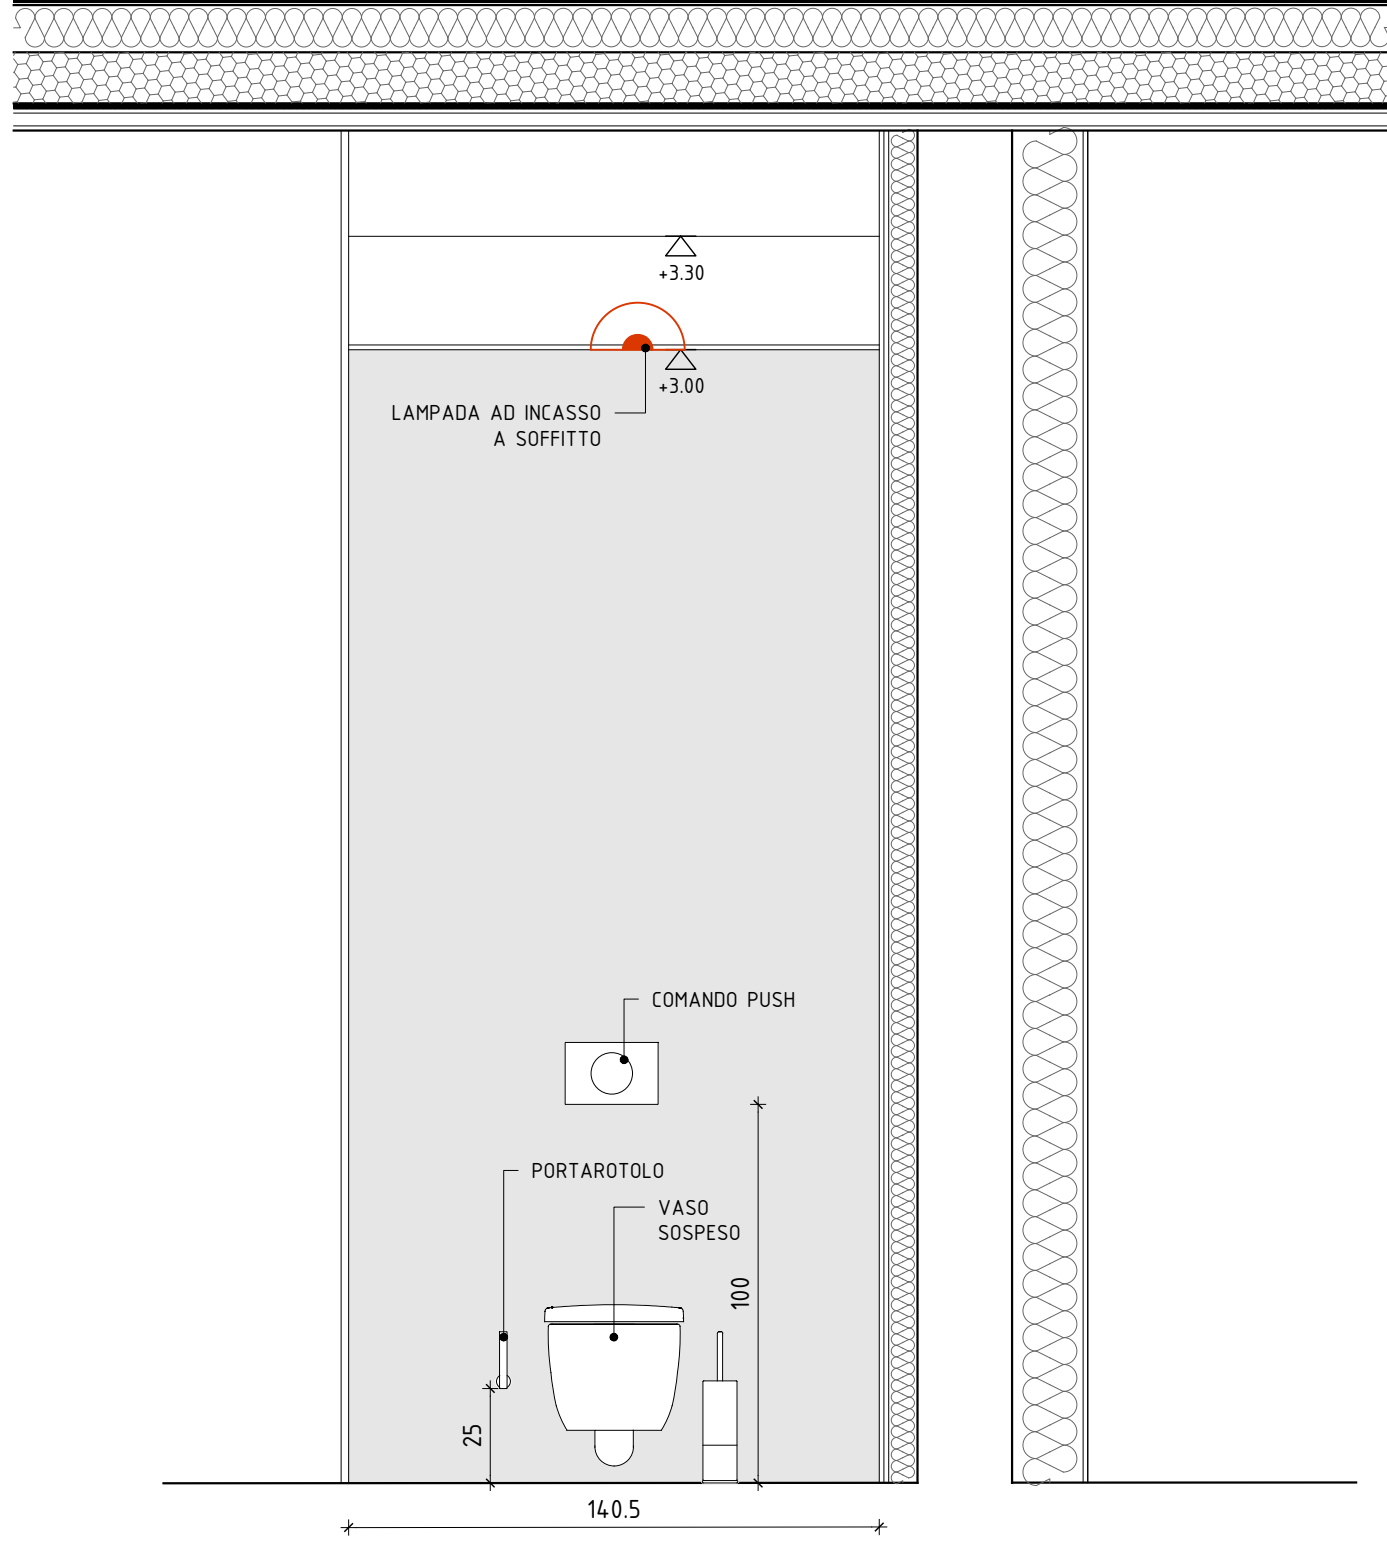 +3.30
+3.00
LAMPADA AD INCASSO
A SOFFITTO
COMANDO PUSH
PORTAROTOLO
VASO
SOSPESO
100
25
140.5